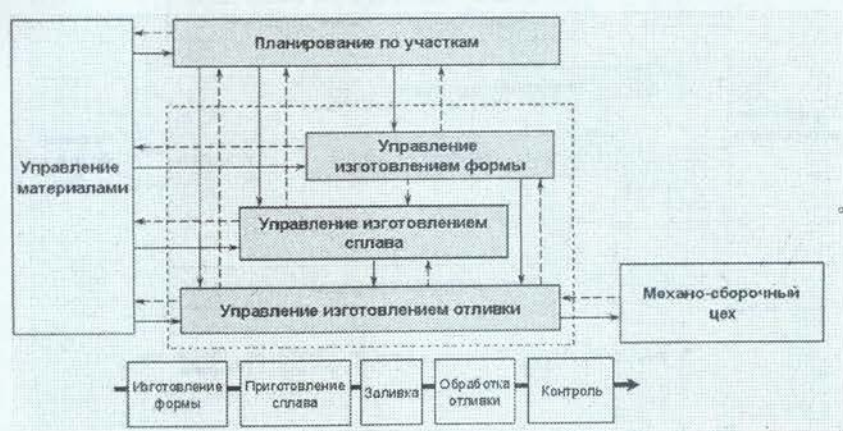 Планирование по участкам
Управление
материалами
Управление
изготовлением формы
Управление изготовлением
сплава
Управление изготовлением отливки
Механо-сборочный
цех
Изготовление
формы
Приготовление
сплава
Заливка
Обработка
отливки
Контроль